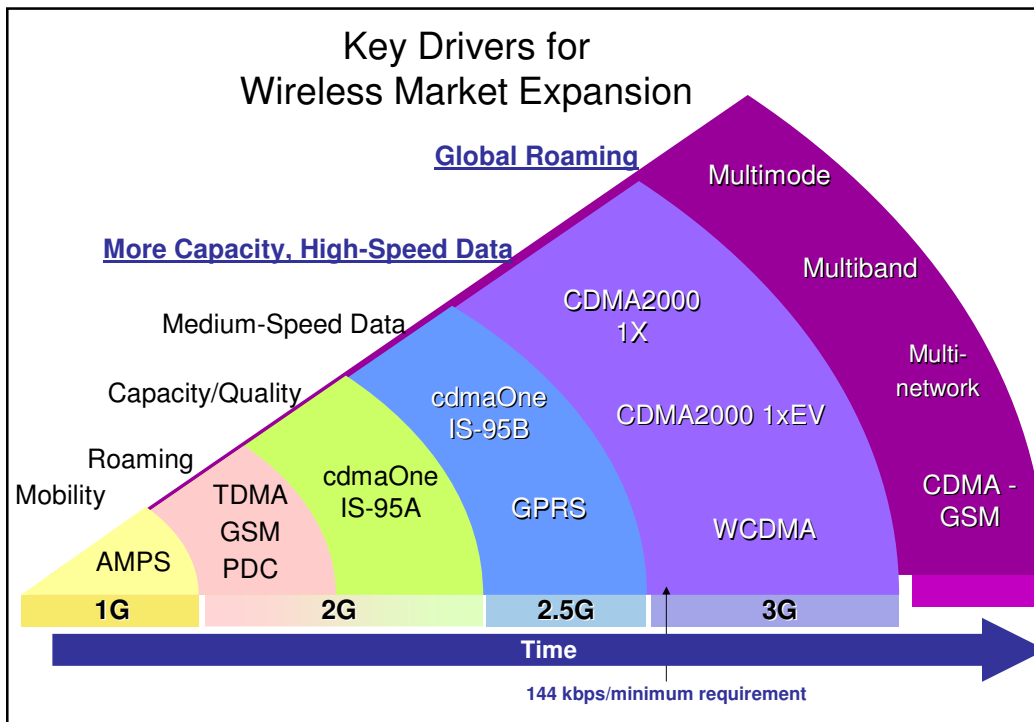 Key Drivers for
Wireless Market Expansion
Global Roaming
More Capacity, High-Speed Data
Medium-Speed Data
Capacity/Quality
Roaming
Mobility
AMPS
TDMA
GSM
PDC
cdmaOne
IS-95A
cdmaOne
IS-95B
GPRS
CDMA2000
1X
CDMA2000 1xEV
WCDMA
Multimode
Multiband
Multi-
network
CDMA -
GSM
1G
2G
2.5G
3G
Time
144 kbps/minimum requirement